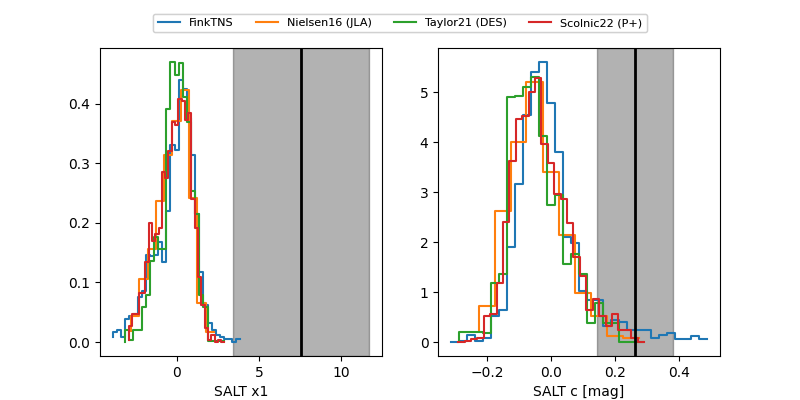 FinkTNS Nielsen16 (JLA) Taylor21 (DES) Scolnic22 (P+)
0.4
0.3
0.2
0.1
0.0
0 5 10
SALT x1
5
4
3
2
1
0
−0.2 0.0 0.2 0.4
SALT c [mag]